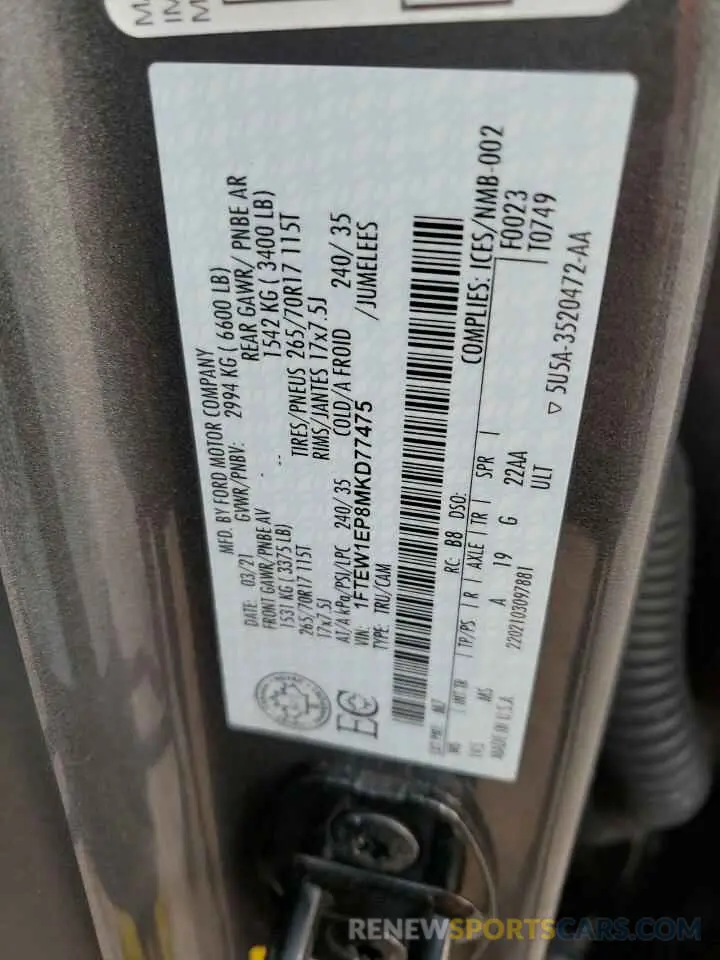 MFD. BY FORD MOTOR COMPANY
DATE: 03/21 GVWR/PNBV: 2994 KG ( 6600 LB)
FRONT GAWR/PNBE AV REAR GAWR/ PNBE AR
1531 KG (3375 LB) 1542 KG ( 3400 LB)
265/70R17 115T TIRES/PNEUS 265/70R17 115T
17x7.5J RIMS/JANTES 17x7.5J
AT/A kPa/PSI/LPC 240/ 35 COLD/A FROID 240/ 35
VIN: 1FTEW1EP8MKD77475 /JUMELEES
TYPE: TRU/CAM
EC
RC: B8 DSO: COMPLIES: ICES/NMB-002
TP/PS R AXLE TR SPR F0023
A 19 G 22AA T0749
2202103097881 ULT
MADE IN U.S.A. 5U5A-3520472-AA
RENEWSPORTSCARS.COM